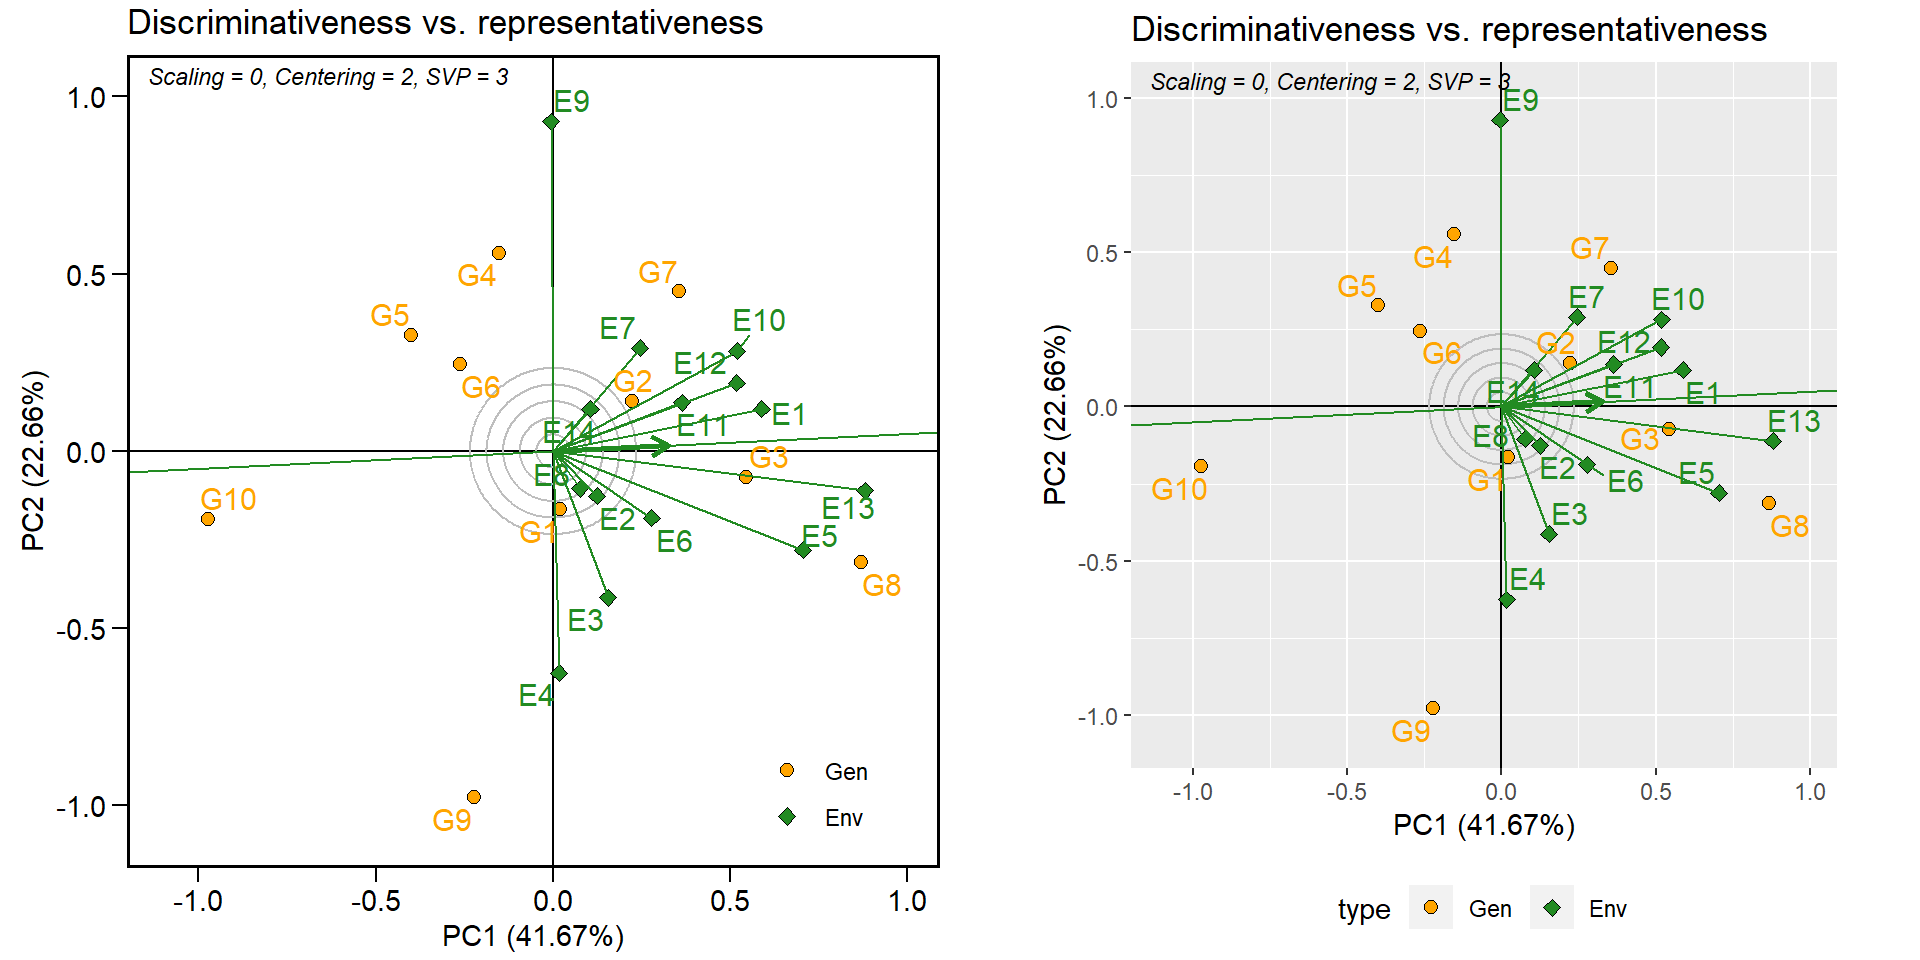 Discriminativeness vs. representativeness
Scaling = 0, Centering = 2, SVP = 3
PC2 (22.66%)
1.0
0.5
0.0
-0.5
-1.0
E9
G4
G7
G5
E10
E7
E12
G6
G2
E1
E11
E14
G3
E8
G10
E13
E2
G1
E5
E6
G8
E3
E4
G9
Gen
Env
-1.0
-0.5
0.0
0.5
1.0
PC1 (41.67%)
Discriminativeness vs. representativeness
Scaling = 0, Centering = 2, SVP = 3
PC2 (22.66%)
1.0
0.5
0.0
-0.5
-1.0
E9
G7
G4
G5
E7
E10
G2
E12
G6
E11
E14
E1
E13
E8
G3
E2
E5
G1
E6
G10
E3
G8
E4
G9
-1.0
-0.5
0.0
0.5
1.0
PC1 (41.67%)
type
Gen
Env